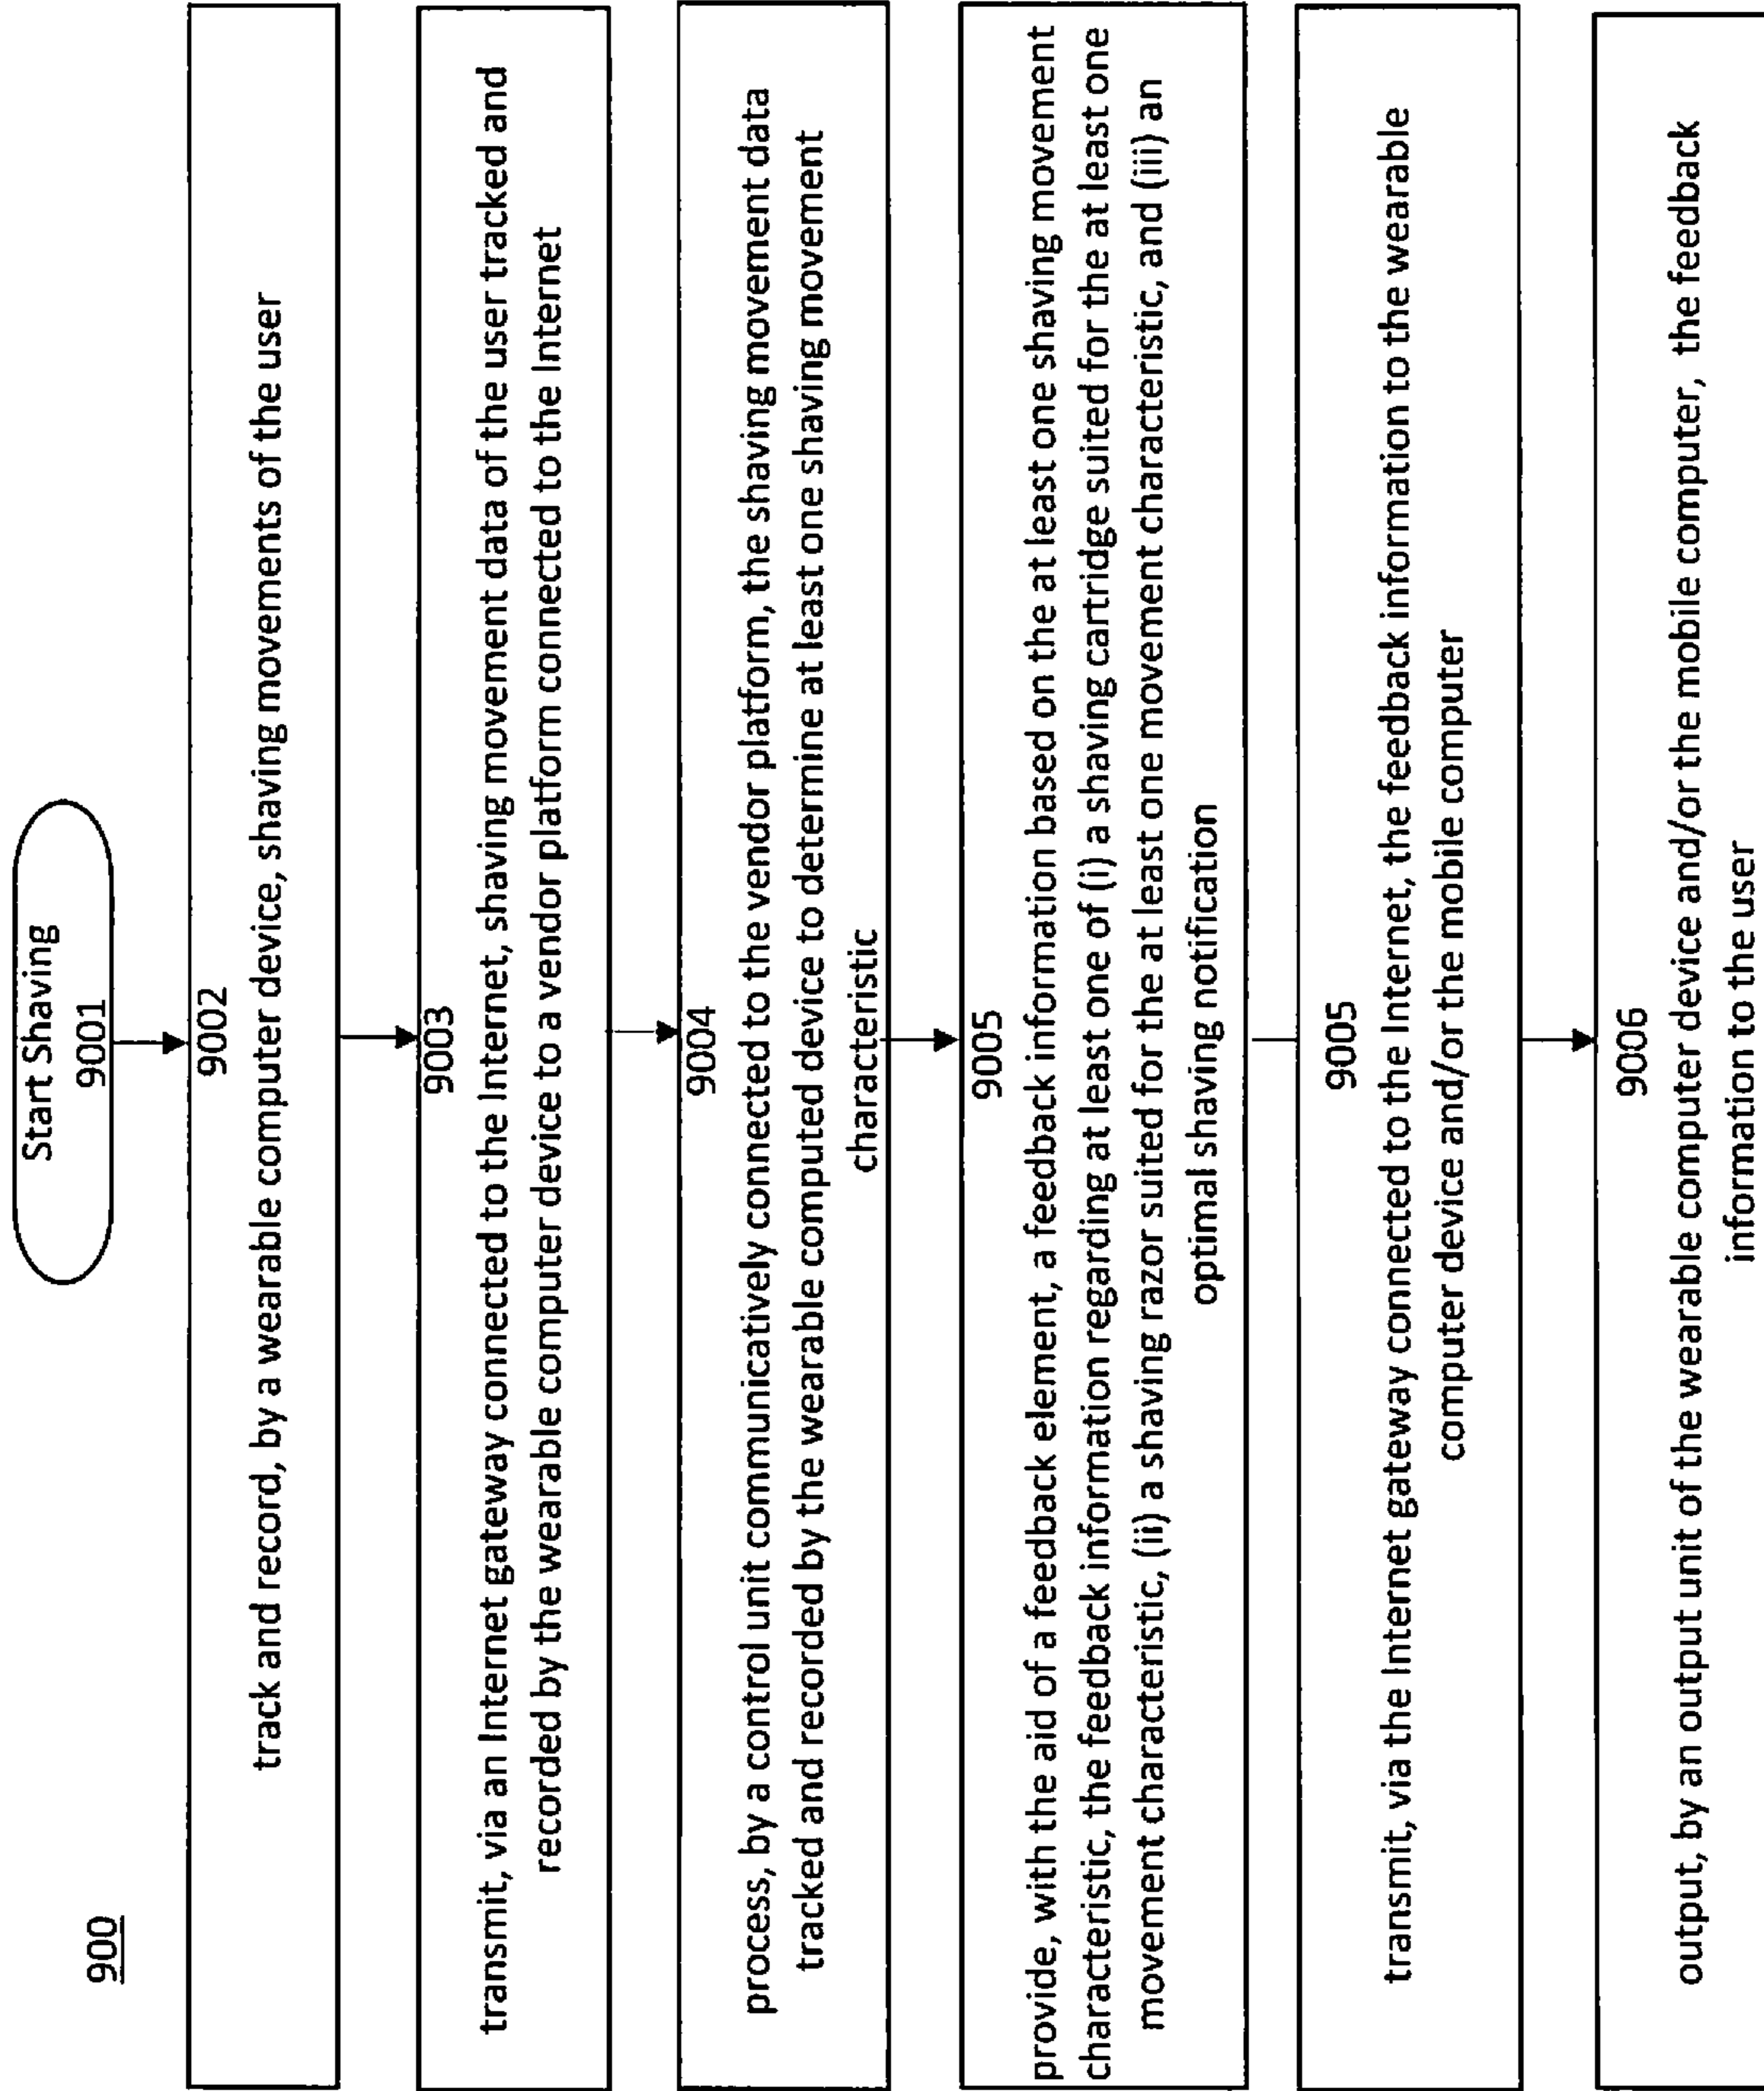 900
Start Shaving
9001
9002
track and record, by a wearable computer device, shaving movements of the user
9003
transmit, via an Internet gateway connected to the Internet, shaving movement data of the user tracked and
recorded by the wearable computer device to a vendor platform connected to the Internet
9004
process, by a control unit communicatively connected to the vendor platform, the shaving movement data
tracked and recorded by the wearable computed device to determine at least one shaving movement
characteristic
9005
provide, with the aid of a feedback element, a feedback information based on the at least one shaving movement
characteristic, the feedback information regarding at least one of (i) a shaving cartridge suited for the at least one
movement characteristic, (ii) a shaving razor suited for the at least one movement characteristic, and (iii) an
optimal shaving notification
9005
transmit, via the Internet gateway connected to the Internet, the feedback information to the wearable
computer device and/or the mobile computer
9006
output, by an output unit of the wearable computer device and/or the mobile computer, the feedback
information to the user